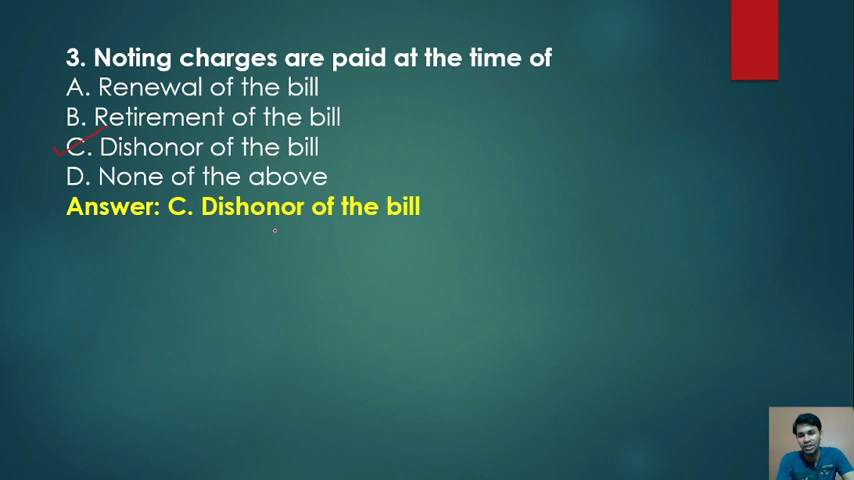 3. Noting charges are paid at the time of
A. Renewal of the bill
B. Retirement of the bill
C. Dishonor of the bill
D. None of the above
Answer: C. Dishonor of the bill